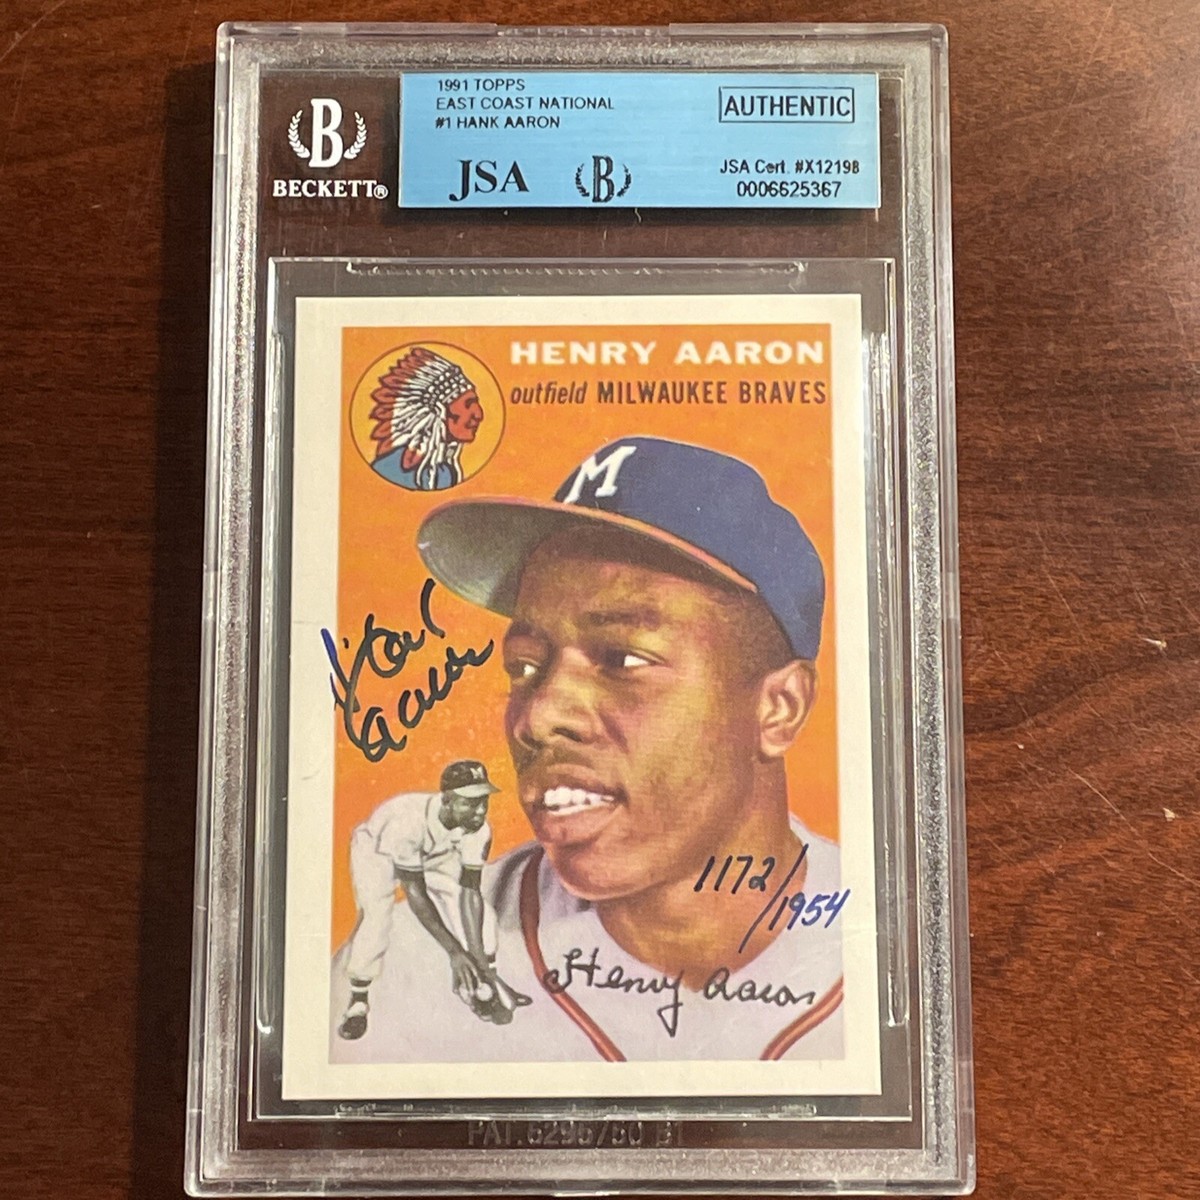 1991 TOPPS
EAST COAST NATIONAL
#1 HANK AARON
AUTHENTIC
B
BECKETT®
JSA
B
JSA Cert. #X12198
0006625367
HENRY AARON
outfield MILWAUKEE BRAVES
M
Hank
Aaron
M
1172/1954
Henry Aaron